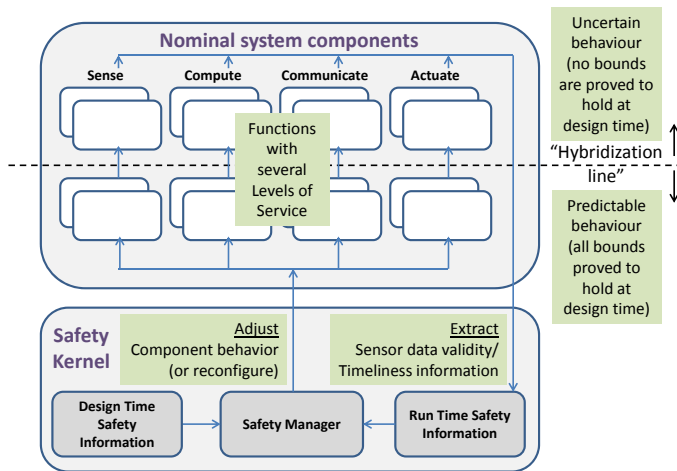 Nominal system components
Sense
Compute
Communicate
Actuate
Functions
with
several
Levels of
Service
Uncertain
behaviour
(no bounds
are proved to
hold at
design time)
“Hybridization
line”
Predictable
behaviour
(all bounds
proved to
hold at
design time)
Safety
Kernel
Adjust
Component behavior
(or reconfigure)
Extract
Sensor data validity/
Timeliness information
Design Time
Safety
Information
Safety Manager
Run Time Safety
Information